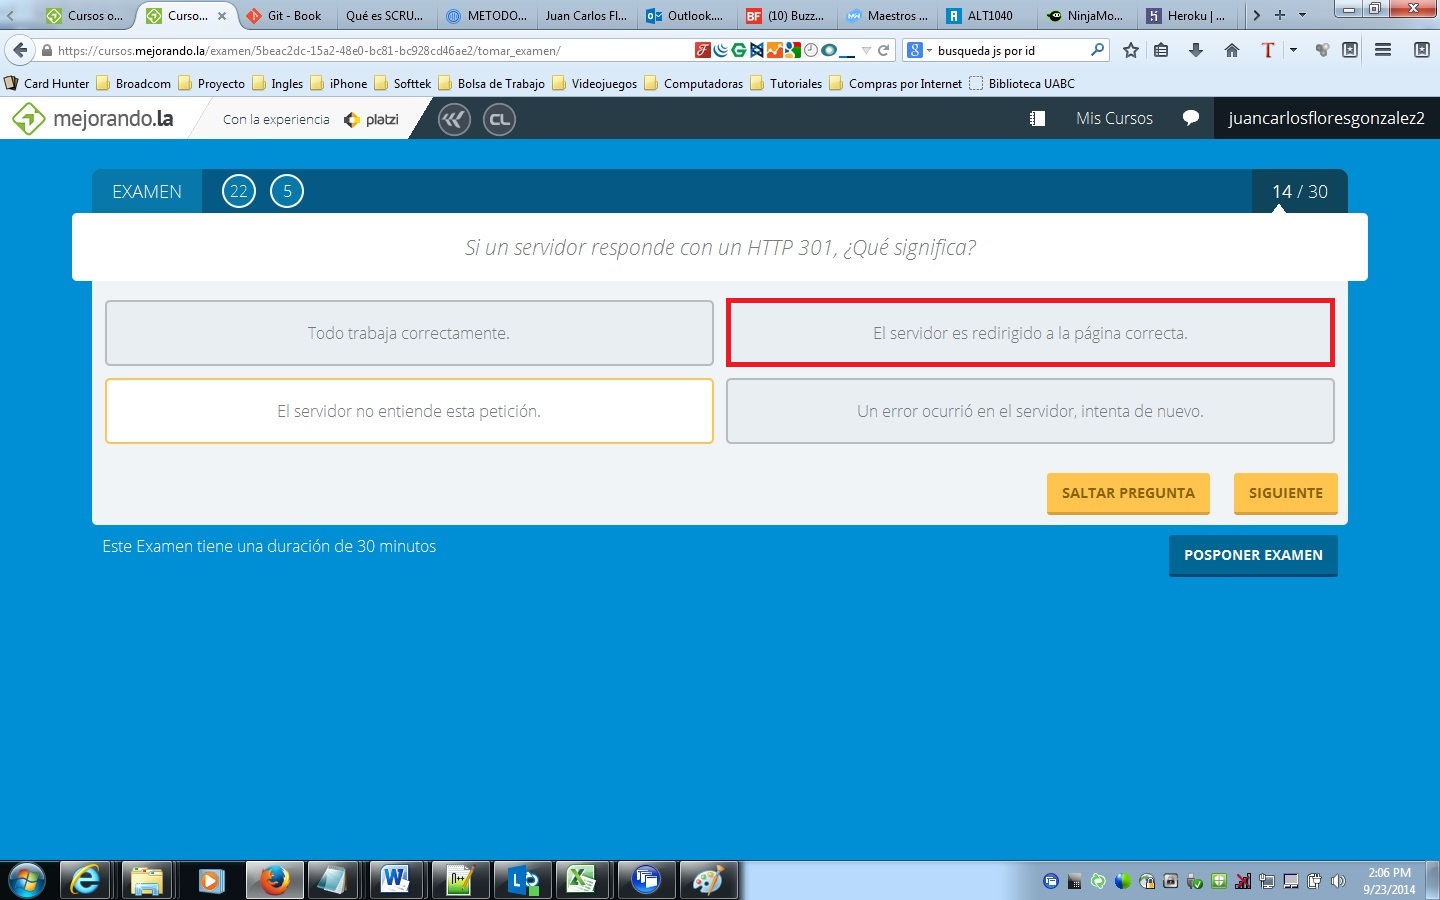 Cursos o...
Curso...
Git - Book
Qué es SCRU...
METODO...
Juan Carlos Fl...
Outlook....
(10) Buzz...
Maestros ...
ALT1040
NinjaMo...
Heroku | ...
https://cursos.mejorando.la/examen/5beac2dc-15a2-48e0-bc81-bc928cd46ae2/tomar_examen/
busqueda js por id
Card Hunter
Broadcom
Proyecto
Ingles
iPhone
Softtek
Bolsa de Trabajo
Videojuegos
Computadoras
Tutoriales
Compras por Internet
Biblioteca UABC
mejorando.la
Con la experiencia
platzi
CL
Mis Cursos
juancarlosfloresgonzalez2
EXAMEN
22
5
14 / 30
Si un servidor responde con un HTTP 301, ¿Qué significa?
Todo trabaja correctamente.
El servidor es redirigido a la página correcta.
El servidor no entiende esta petición.
Un error ocurrió en el servidor, intenta de nuevo.
SALTAR PREGUNTA
SIGUIENTE
Este Examen tiene una duración de 30 minutos
POSPONER EXAMEN
2:06 PM
9/23/2014